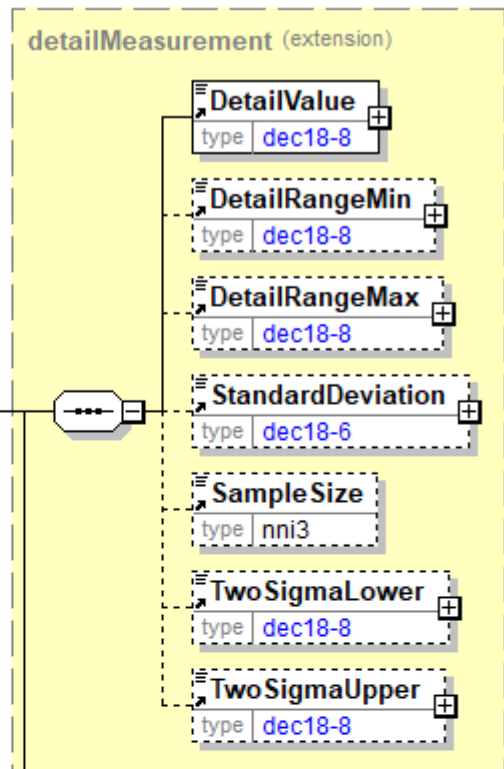 detailMeasurement (extension)
DetailValue
type dec18-8
DetailRangeMin
type dec18-8
DetailRangeMax
type dec18-8
StandardDeviation
type dec18-6
SampleSize
type nni3
TwoSigmaLower
type dec18-8
TwoSigmaUpper
type dec18-8